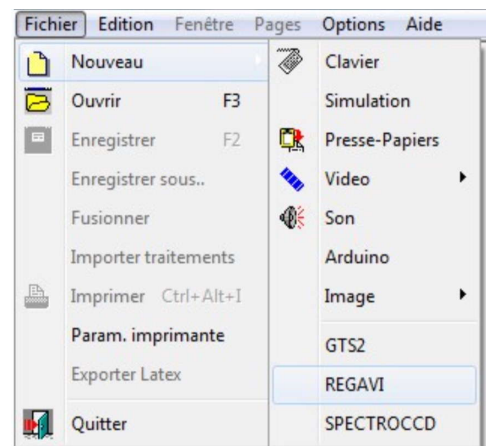 Fichier Edition Fenêtre Pages Options Aide
Nouveau
Ouvrir F3
Enregistrer F2
Enregistrer sous..
Fusionner
Importer traitements
Imprimer Ctrl+Alt+I
Param. imprimante
Exporter Latex
Quitter
Clavier
Simulation
Presse-Papiers
Video
Son
Arduino
Image
GTS2
REGAVI
SPECTROCCD